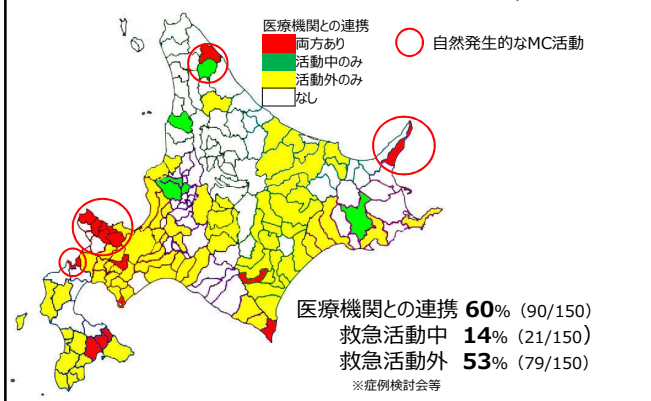 医療機関との連携
両方あり
活動中のみ
活動外のみ
なし
自然発生的なMC活動
医療機関との連携 60% (90/150)
救急活動中 14% (21/150)
救急活動外 53% (79/150)
※症例検討会等